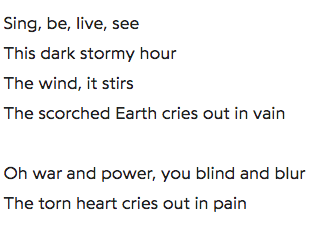 Sing, be, live, see
This dark stormy hour
The wind, it stirs
The scorched Earth cries out in vain

Oh war and power, you blind and blur
The torn heart cries out in pain